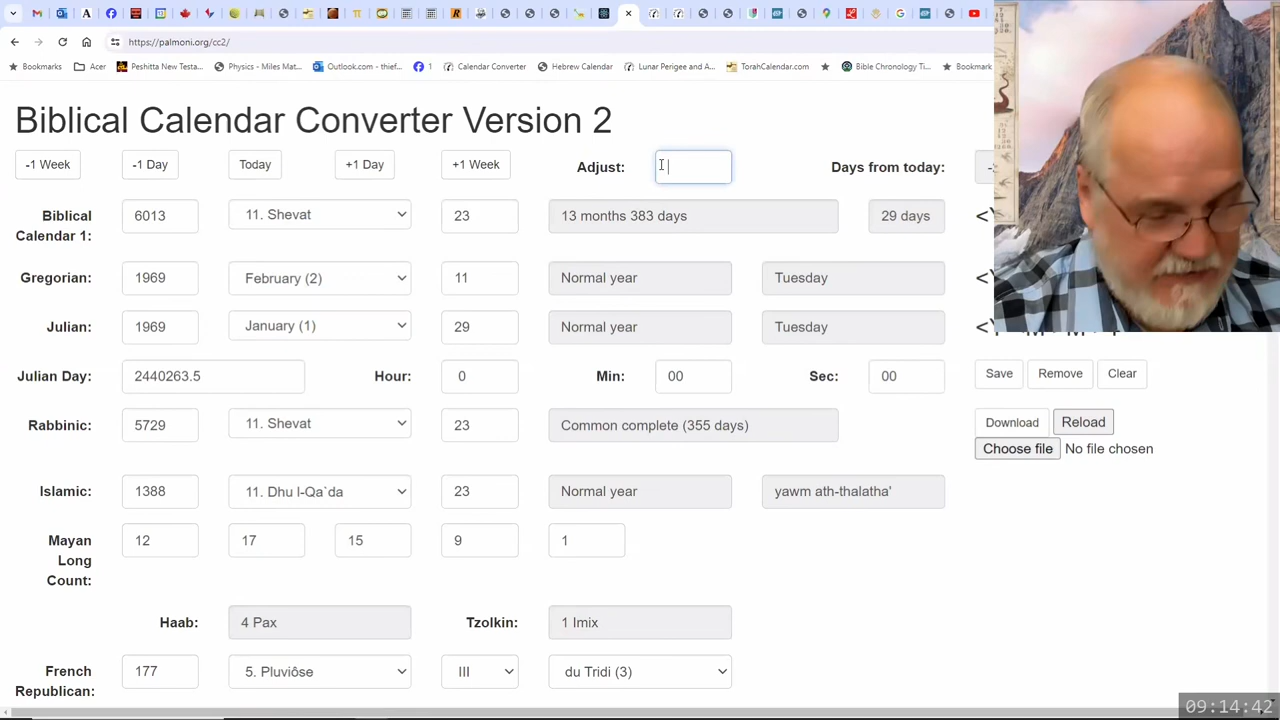 https://palmoni.org/cc2/
Bookmarks Acer Peshitta New Testa... Physics - Miles Mat... Outlook.com - thief... 1 Calendar Converter Hebrew Calendar Lunar Perigee and A... TorahCalendar.com Bible Chronology Ti... Bookmark
Biblical Calendar Converter Version 2
-1 Week -1 Day Today +1 Day +1 Week Adjust: Days from today:
Biblical Calendar 1: 6013 11. Shevat 23 13 months 383 days 29 days
Gregorian: 1969 February (2) 11 Normal year Tuesday
Julian: 1969 January (1) 29 Normal year Tuesday
Julian Day: 2440263.5 Hour: 0 Min: 00 Sec: 00 Save Remove Clear
Rabbinic: 5729 11. Shevat 23 Common complete (355 days) Download Reload
Choose file No file chosen
Islamic: 1388 11. Dhu l-Qa`da 23 Normal year yawm ath-thalatha'
Mayan Long Count: 12 17 15 9 1
Haab: 4 Pax Tzolkin: 1 Imix
French Republican: 177 5. Pluviôse III du Tridi (3)
09:14:42